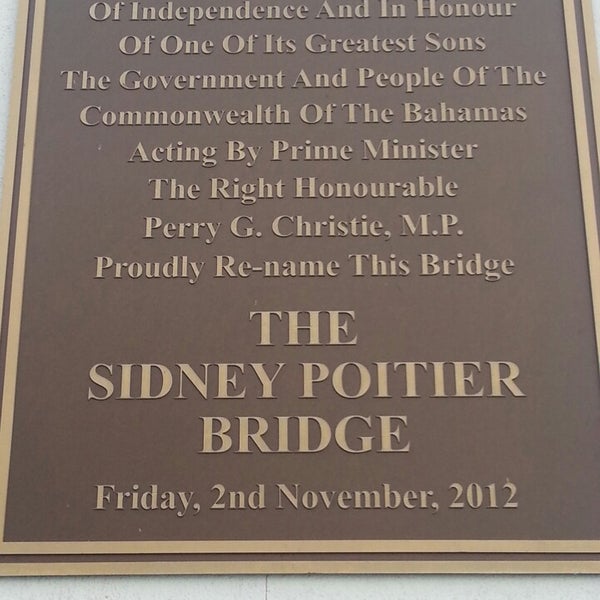 Of Independence And In Honour
Of One Of Its Greatest Sons
The Government And People Of The
Commonwealth Of The Bahamas
Acting By Prime Minister
The Right Honourable
Perry G. Christie, M.P.
Proudly Re-name This Bridge
THE
SIDNEY POITIER
BRIDGE
Friday, 2nd November, 2012